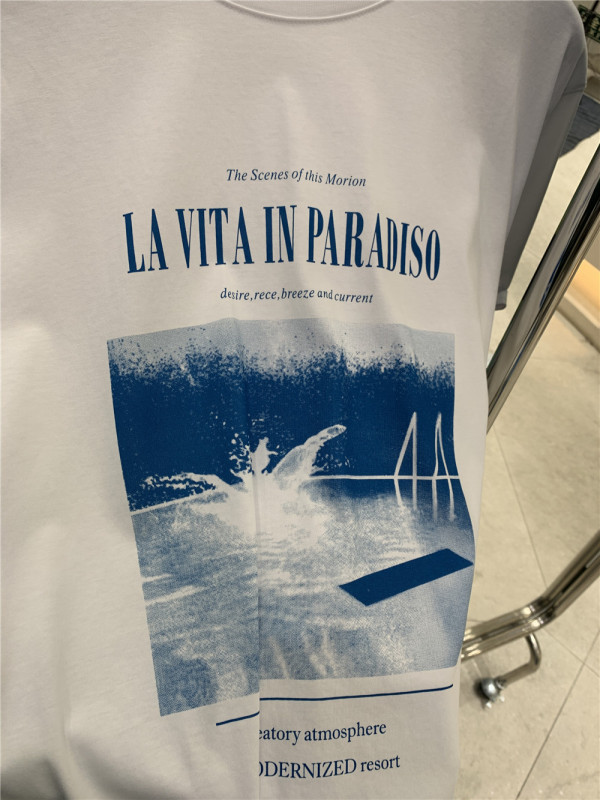 The Scenes of this Morion
LA VITA IN PARADISO
desire, rece, breeze and current
atmosphere
resort